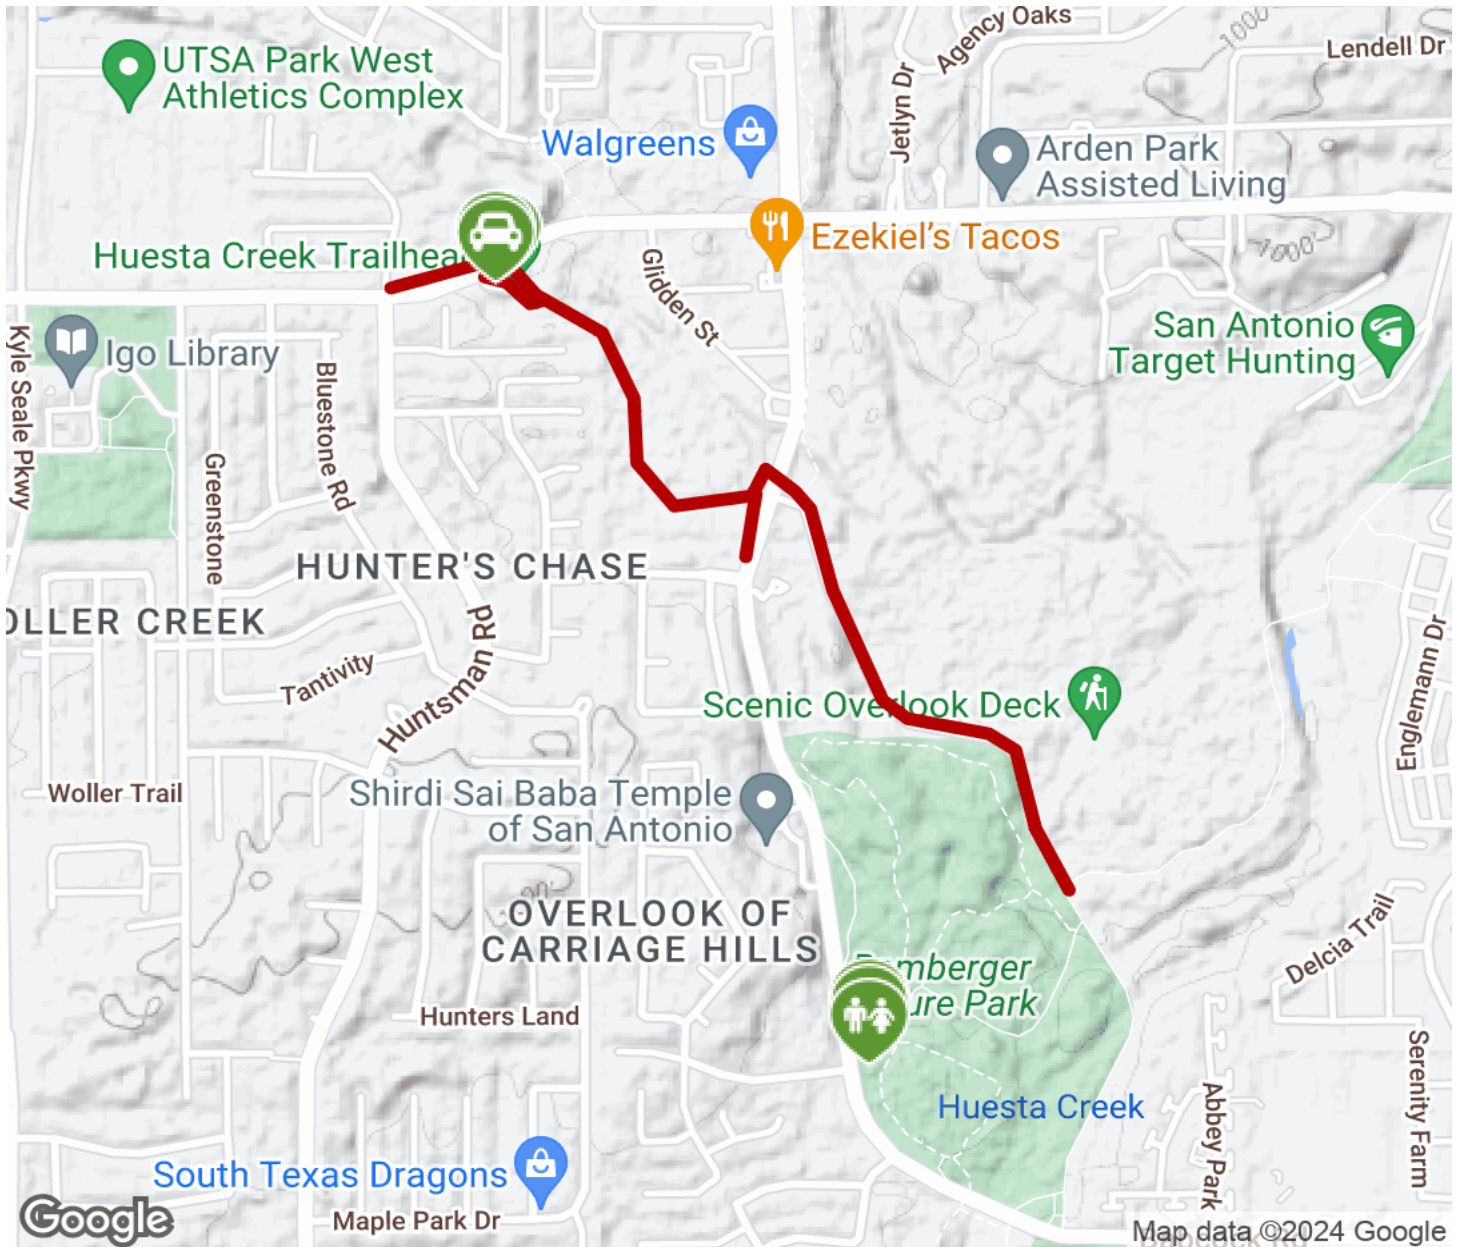 Agency Oaks
1000'
Lendell Dr
UTSA Park West
Athletics Complex
Jetlyn Dr
Walgreens
Arden Park
Assisted Living
Huesta Creek
Ezekiel's Tacos
1000'
Glidden St
San Antonio
Target Hunting
Kyle Seale Pkwy
Igo Library
Bluestone Rd
Greenstone
HUNTER'S CHASE
Huntsman Rd
CREEK
Tantivity
Englemann Dr
Scenic Overlook Deck
Woller Trail
Shirdi Sai Baba Temple
of San Antonio
OVERLOOK OF
CARRIAGE HILLS
Delcia Trail
Park
Hunters Land
Serenity Farm
Abbey Park
Huesta Creek
South Texas Dragons
Maple Park Dr
Google
Map data ©2024 Google